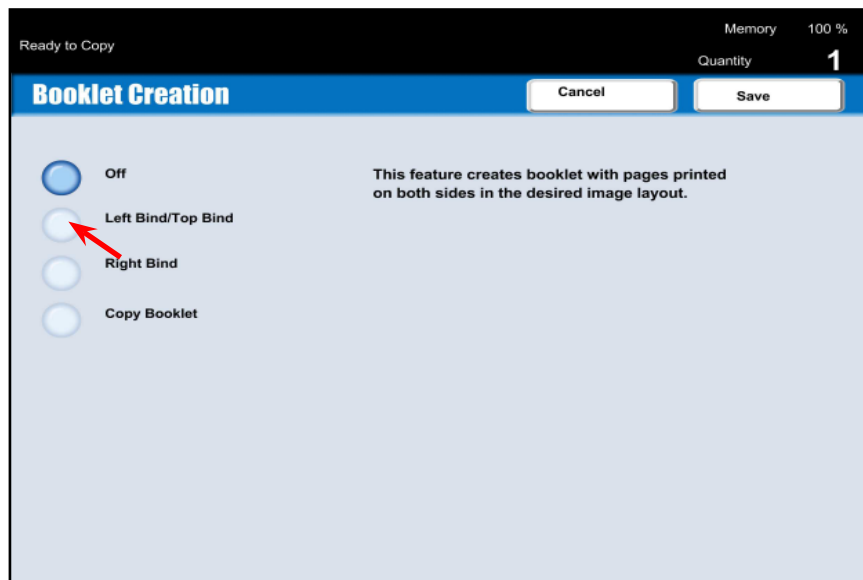 Memory 100 %
Ready to Copy
Quantity 1
Booklet Creation Cancel Save
Off
Left Bind/Top Bind
Right Bind
Copy Booklet
This feature creates booklet with pages printed
on both sides in the desired image layout.